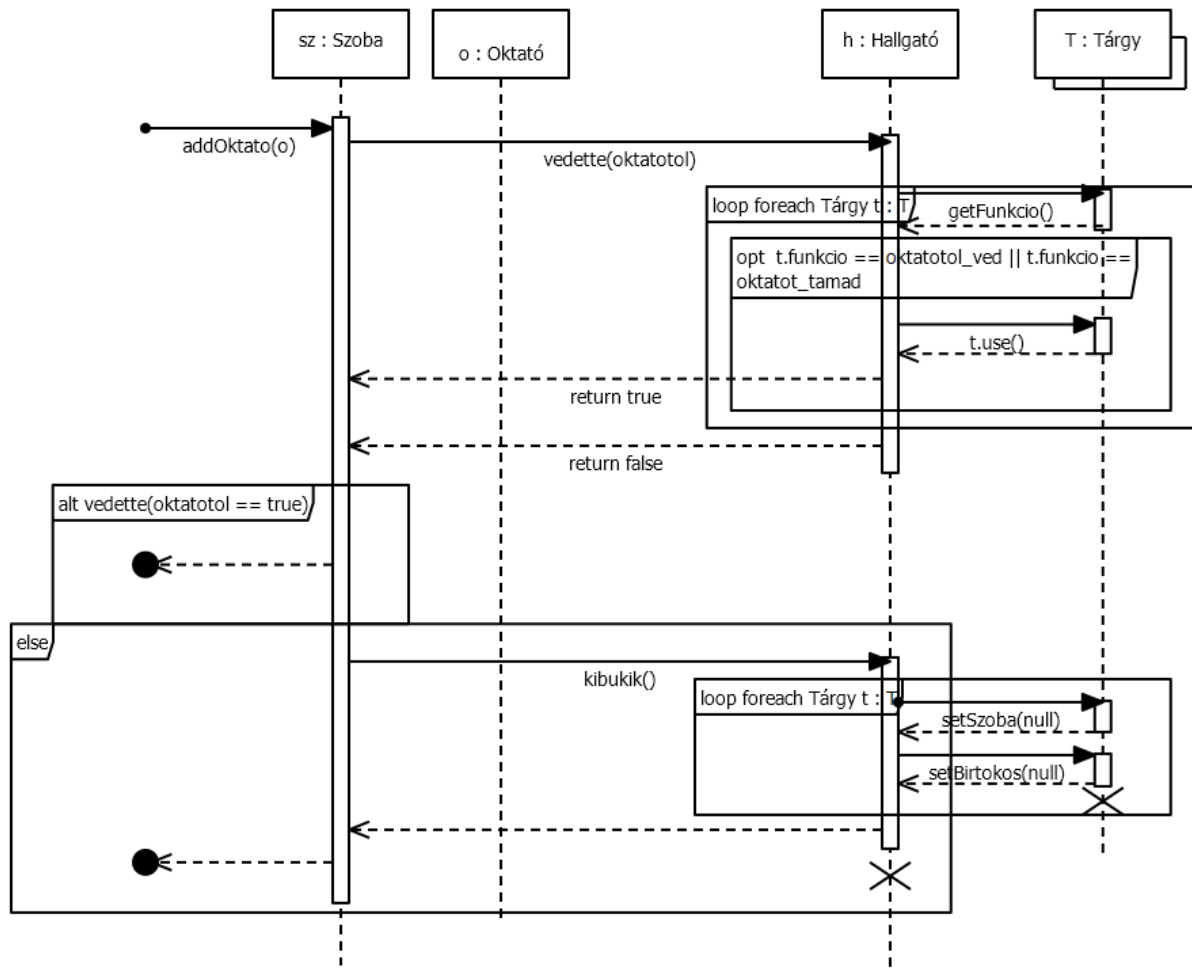 sz : Szoba
o : Oktató
h : Hallgató
T : Tárgy
addOktato(o)
vedette(oktatotol)
loop foreach Tárgy t : T
getFunkcio()
opt t.funkcio == oktatotol_ved || t.funkcio ==
oktatot_tamad
t.use()
return true
return false
alt vedette(oktatotol == true)
else
kibukik()
loop foreach Tárgy t : T
setSzoba(null)
setBirtokos(null)